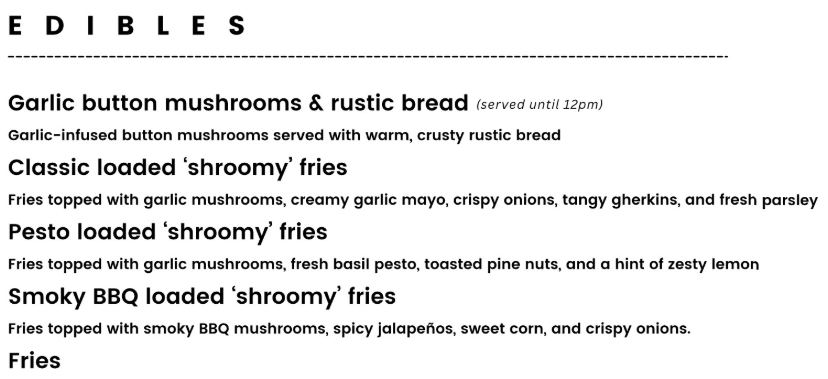 EDIBLES
Garlic button mushrooms & rustic bread (served until 12pm)
Garlic-infused button mushrooms served with warm, crusty rustic bread
Classic loaded ‘shroomy’ fries
Fries topped with garlic mushrooms, creamy garlic mayo, crispy onions, tangy gherkins, and fresh parsley
Pesto loaded ‘shroomy’ fries
Fries topped with garlic mushrooms, fresh basil pesto, toasted pine nuts, and a hint of zesty lemon
Smoky BBQ loaded ‘shroomy’ fries
Fries topped with smoky BBQ mushrooms, spicy jalapeños, sweet corn, and crispy onions.
Fries